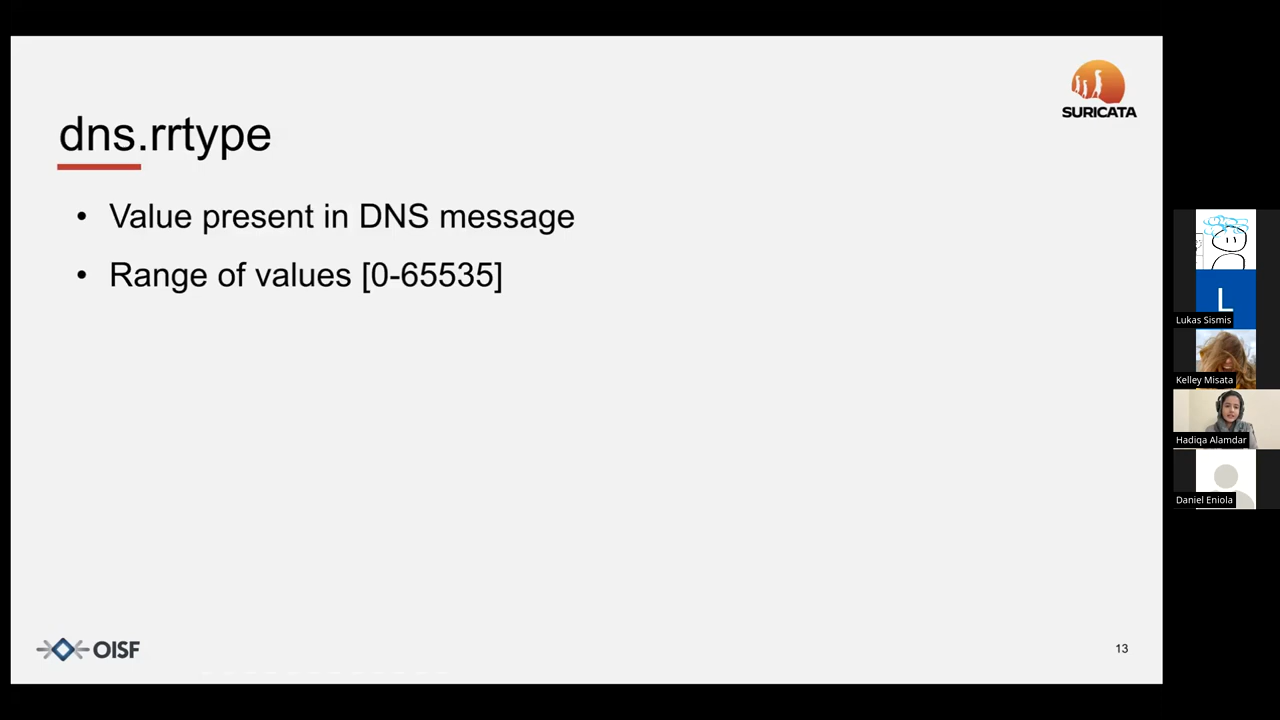 SURICATA
dns.rrtype
• Value present in DNS message
• Range of values [0-65535]
L
Lukas Sismis
Kelley Misata
Hadiqa Alamdar
Daniel Eniola
OISF
13